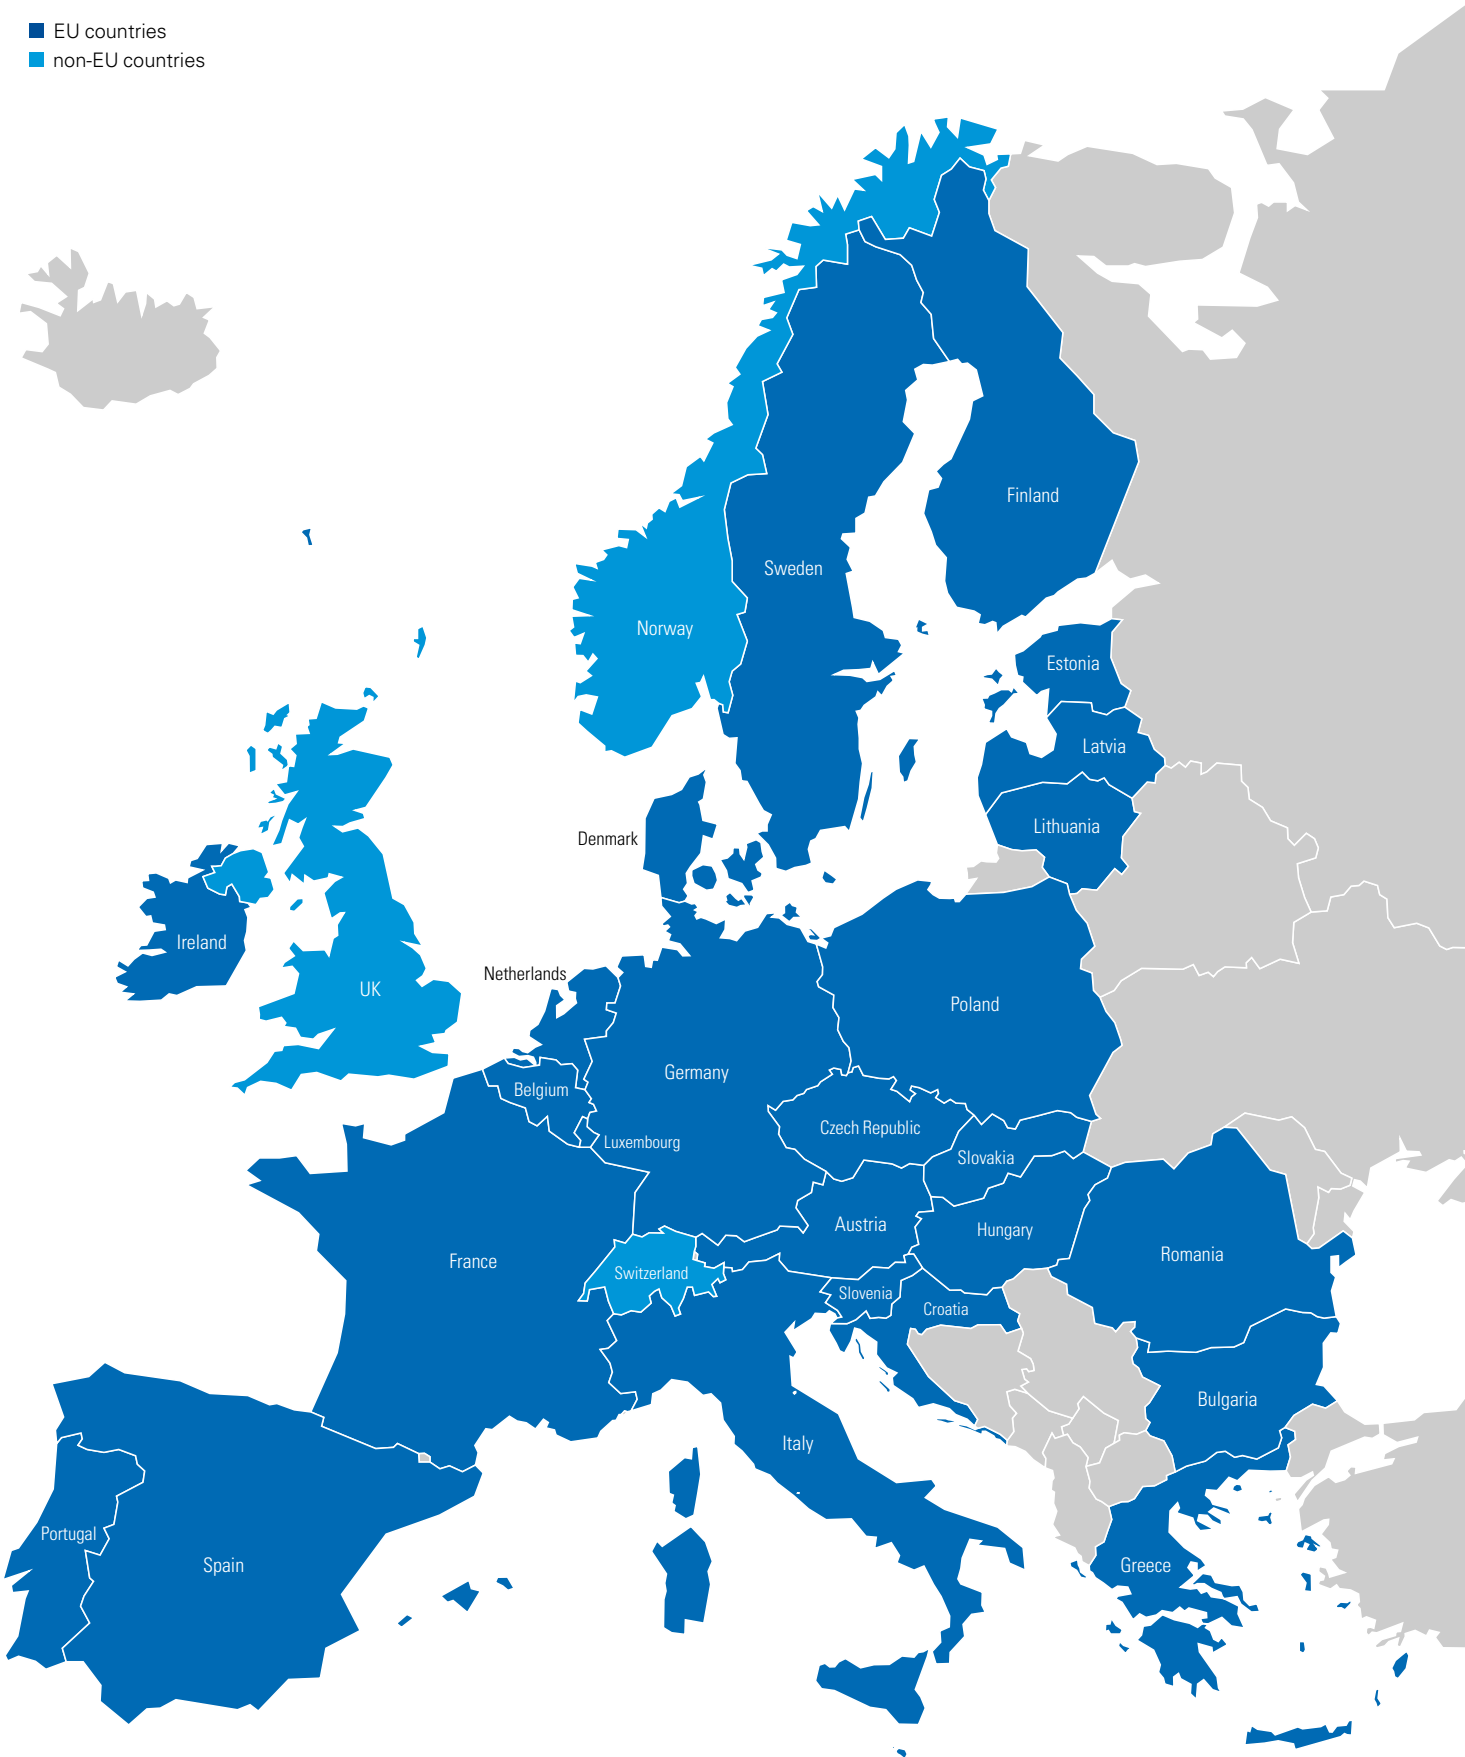 EU countries
non-EU countries
Finland
Sweden
Norway
Estonia
Latvia
Lithuania
Denmark
Ireland
Netherlands
UK
Poland
Germany
Belgium
Czech Republic
Luxembourg
Slovakia
Austria
Hungary
Romania
France
Switzerland
Slovenia
Croatia
Bulgaria
Italy
Portugal
Spain
Greece